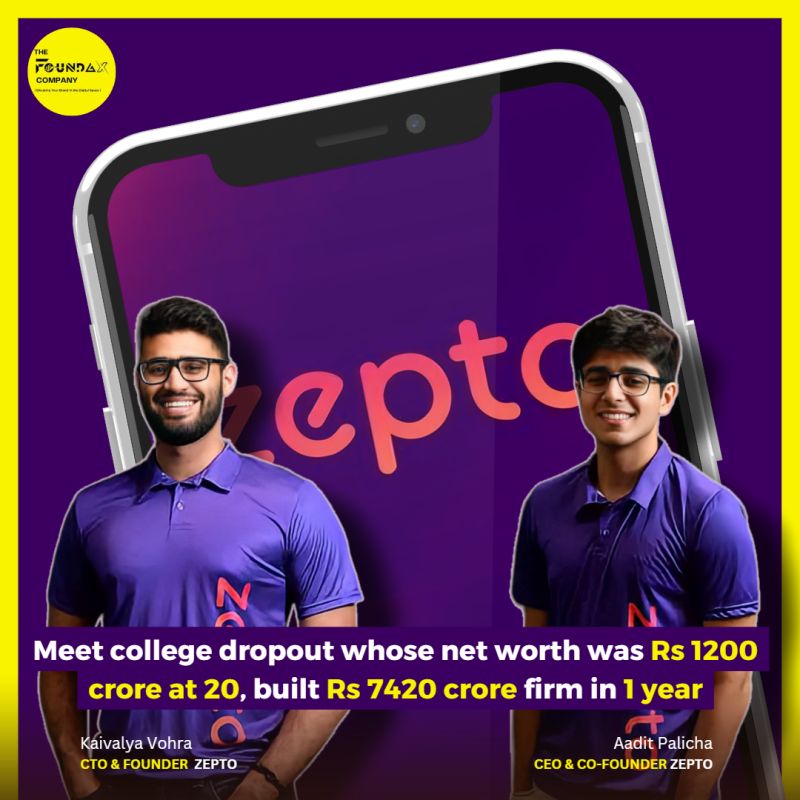 THE
FOUNDAX
COMPANY
zepto
Meet college dropout whose net worth was Rs 1200
crore at 20, built Rs 7420 crore firm in 1 year
Kaivalya Vohra
CTO & FOUNDER ZEPTO
Aadit Palicha
CEO & CO-FOUNDER ZEPTO